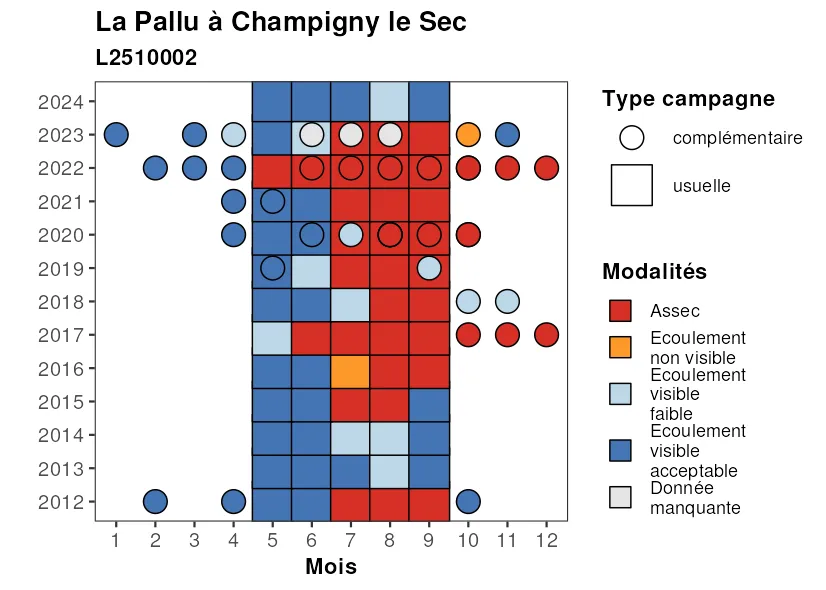 La Pallu à Champigny le Sec
L2510002
2024
2023
2022
2021
2020
2019
2018
2017
2016
2015
2014
2013
2012
1 2 3 4 5 6 7 8 9 10 11 12
Mois
Type campagne
complémentaire
usuelle
Modalités
Assec
Ecoulement
non visible
Ecoulement
visible
faible
Ecoulement
visible
acceptable
Donnée
manquante